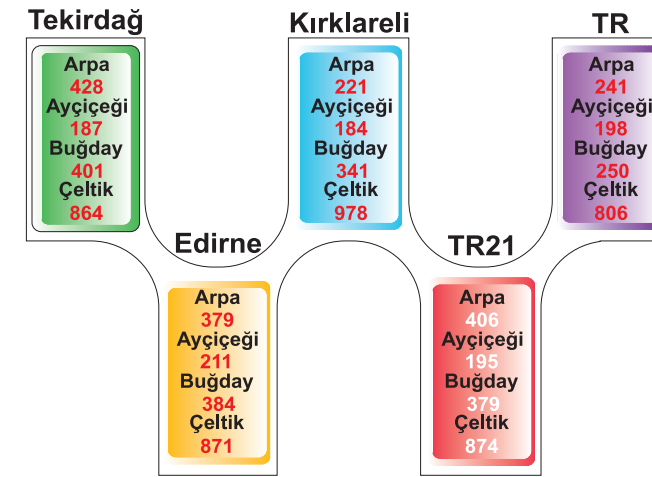 Tekirdağ
Arpa
428
Ayçiçeği
187
Buğday
401
Çeltik
864
Edirne
Arpa
379
Ayçiçeği
211
Buğday
384
Çeltik
871
Kırklareli
Arpa
221
Ayçiçeği
184
Buğday
341
Çeltik
978
TR21
Arpa
406
Ayçiçeği
195
Buğday
379
Çeltik
874
TR
Arpa
241
Ayçiçeği
198
Buğday
250
Çeltik
806